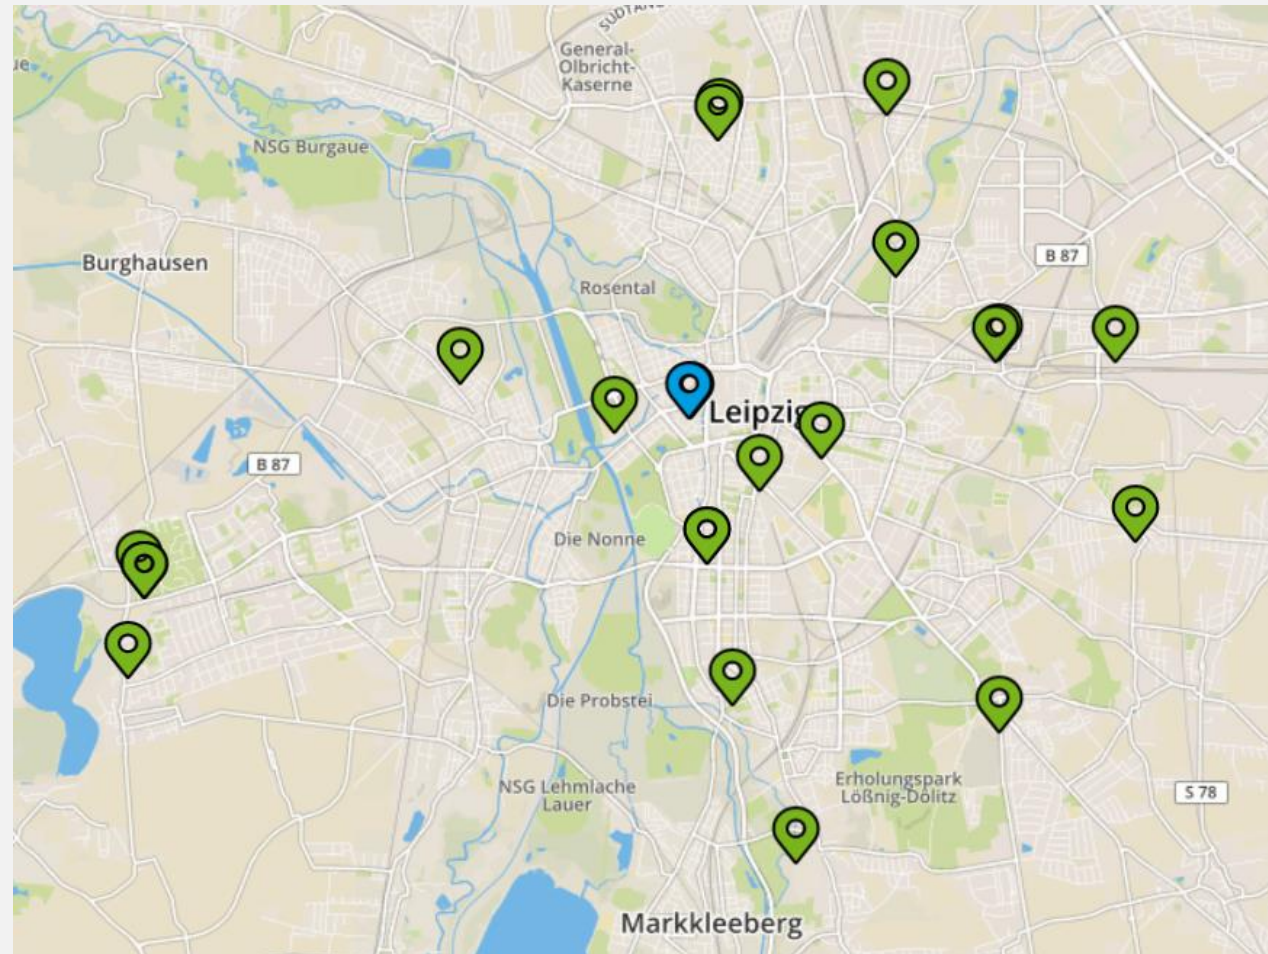 General-
Olbricht-
Kaserne
NSG Burgaue
B 87
Burghausen
Rosental
Leipzig
B 87
Die Nonne
Die Probstei
NSG Lehmlache
Lauer
Erholungspark
Lößnig-Dölitz
S 78
Markkleeberg